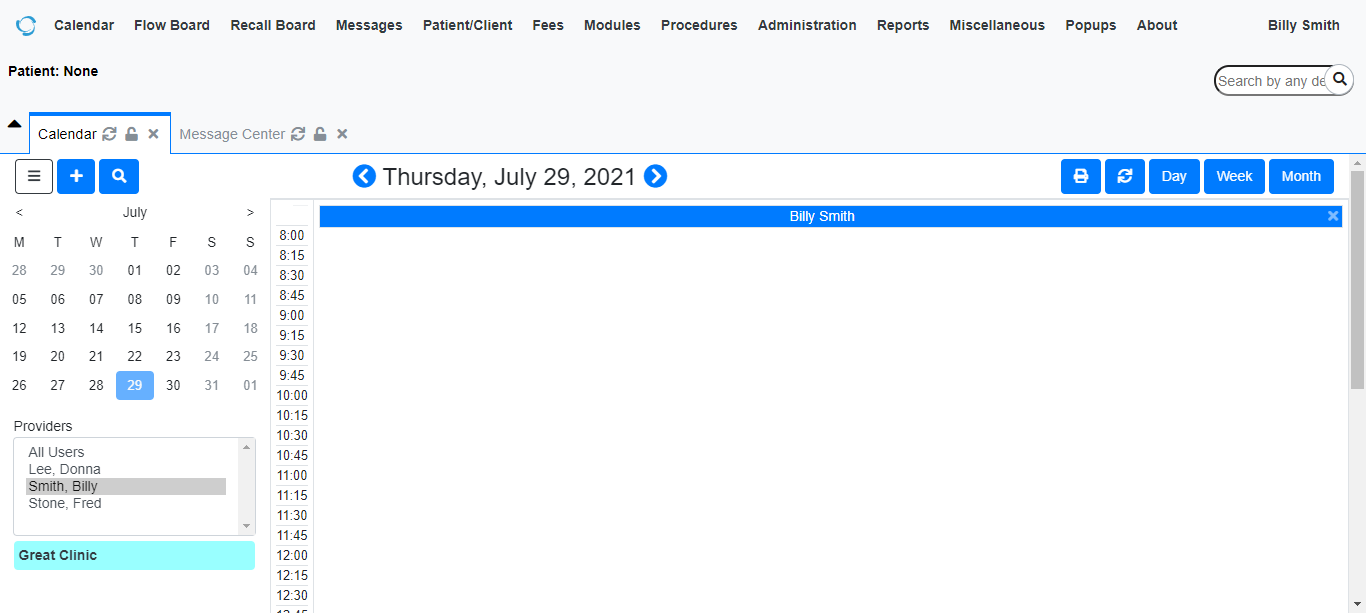 Calendar Flow Board Recall Board Messages Patient/Client Fees Modules Procedures Administration Reports Miscellaneous Popups About Billy Smith
Patient: None
Search by any de
Calendar Message Center
Thursday, July 29, 2021
Day Week Month
< July >
M T W T F S S
28 29 30 01 02 03 04
05 06 07 08 09 10 11
12 13 14 15 16 17 18
19 20 21 22 23 24 25
26 27 28 29 30 31 01
Providers
All Users
Lee, Donna
Smith, Billy
Stone, Fred
Great Clinic
Billy Smith
8:00
8:15
8:30
8:45
9:00
9:15
9:30
9:45
10:00
10:15
10:30
10:45
11:00
11:15
11:30
11:45
12:00
12:15
12:30
12:45